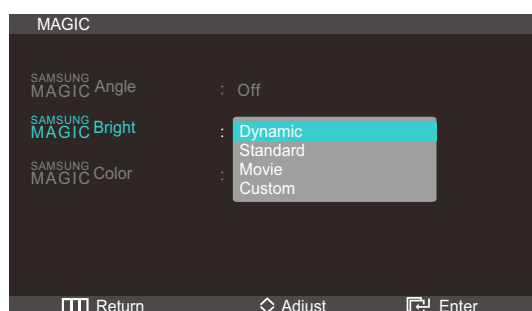 MAGIC
SAMSUNG
MAGIC Angle : Off
SAMSUNG
MAGIC Bright : Dynamic
Standard
Movie
Custom
SAMSUNG
MAGIC Color :
Return Adjust Enter